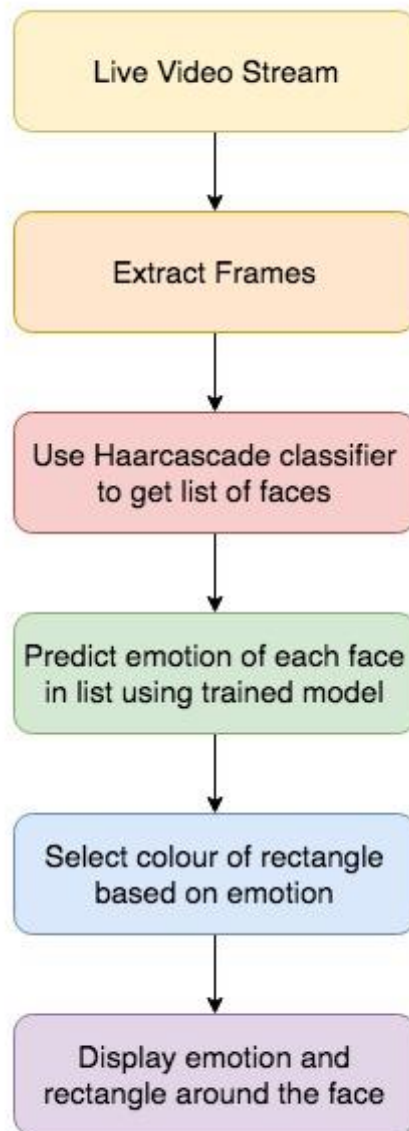 Live Video Stream
Extract Frames
Use Haarcascade classifier
to get list of faces
Predict emotion of each face
in list using trained model
Select colour of rectangle
based on emotion
Display emotion and
rectangle around the face